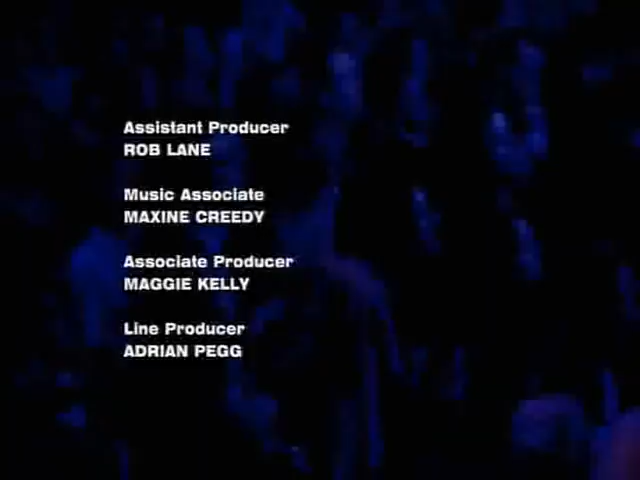 Assistant Producer
ROB LANE
Music Associate
MAXINE CREEDY
Associate Producer
MAGGIE KELLY
Line Producer
ADRIAN PEGG